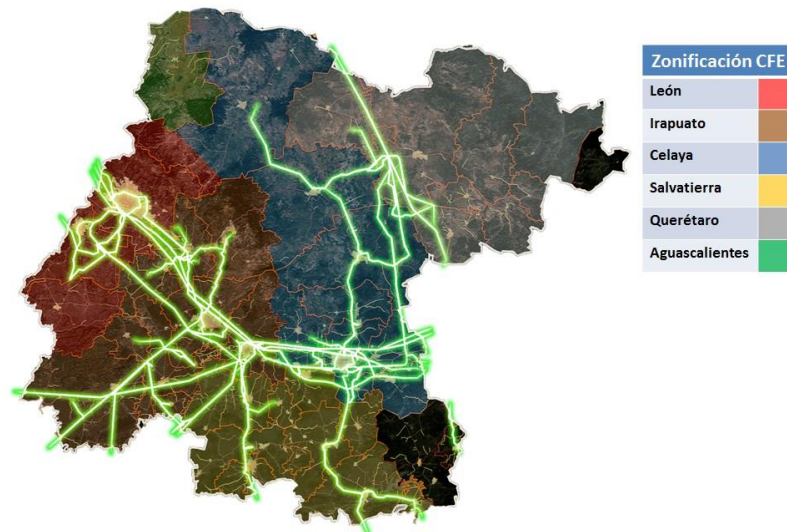 Zonificación CFE
León
Irapuato
Celaya
Salvatierra
Querétaro
Aguascalientes